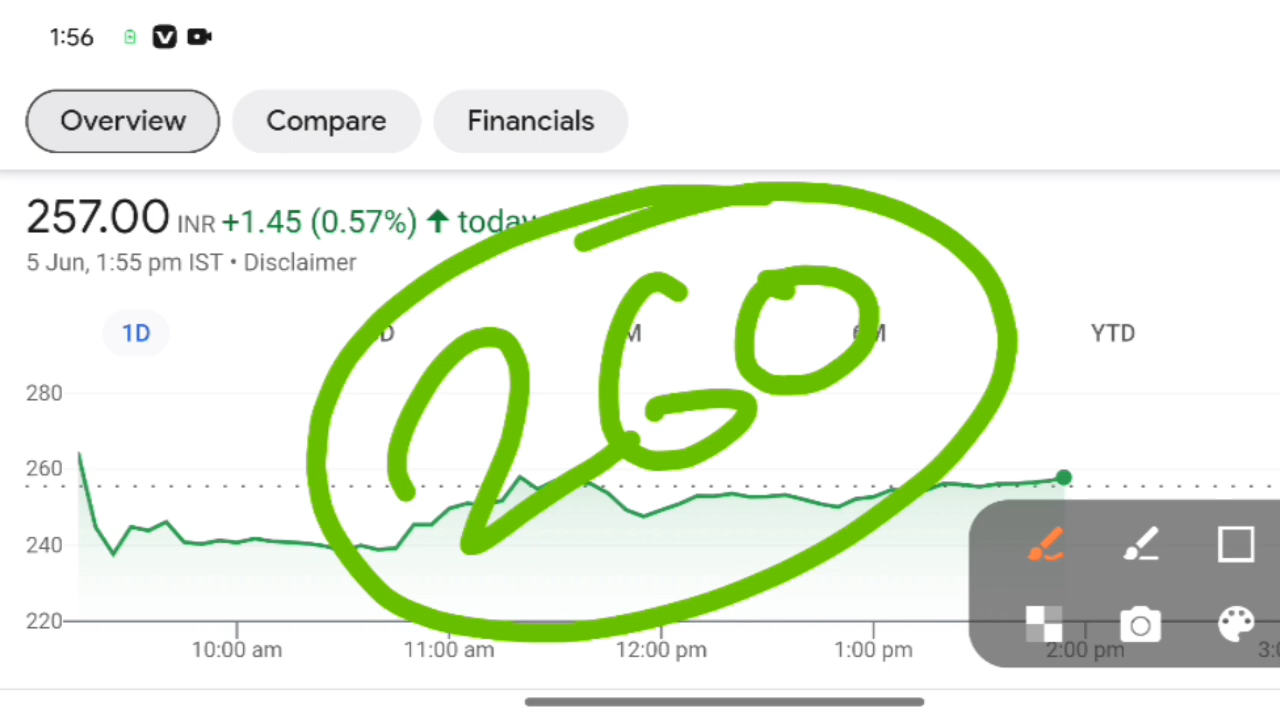 1:56
Overview Compare Financials
257.00 INR +1.45 (0.57%) ↑ today
5 Jun, 1:55 pm IST • Disclaimer
260
1D D M 6M YTD
280
260
240
220
10:00 am 11:00 am 12:00 pm 1:00 pm 2:00 pm